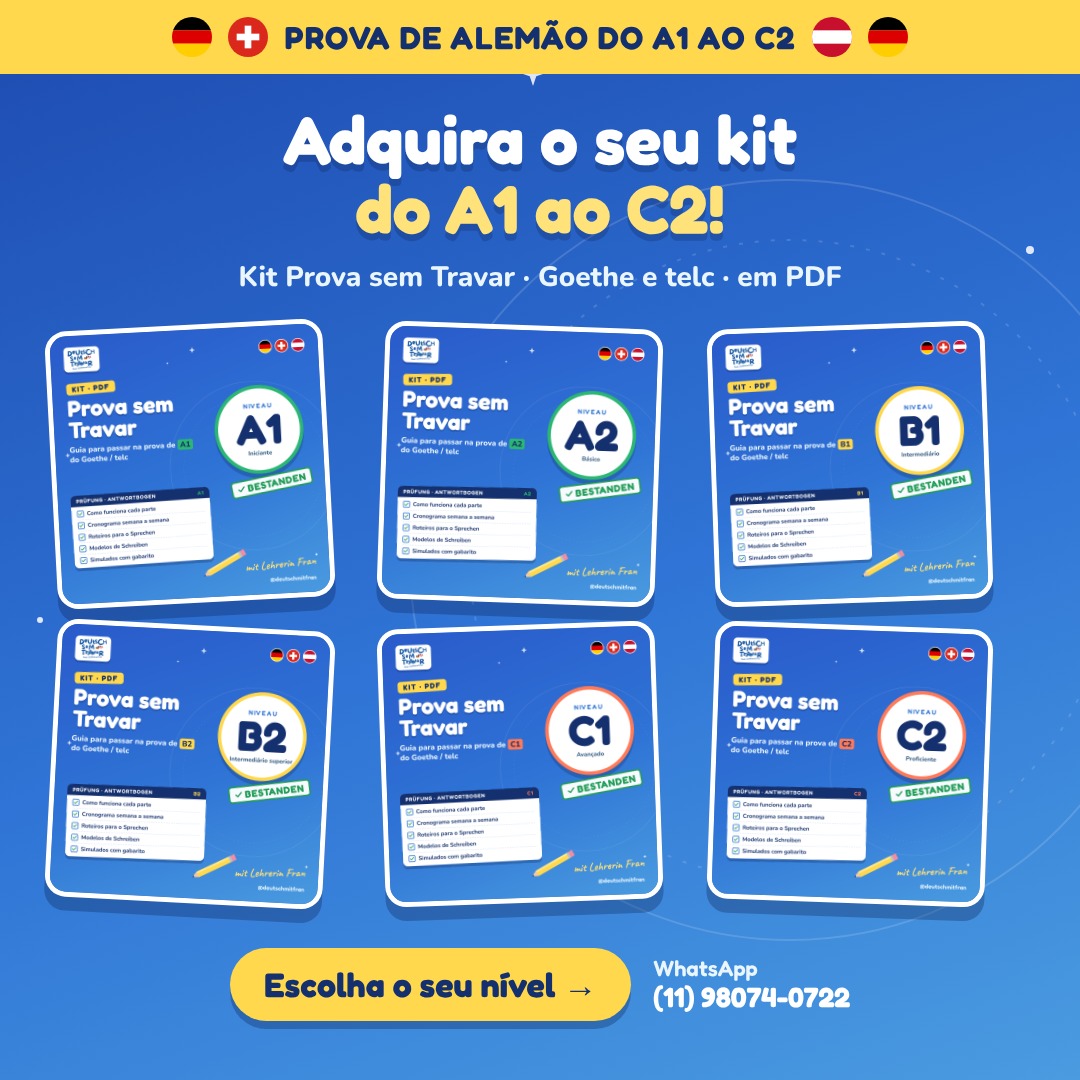 PROVA DE ALEMÃO DO A1 AO C2
Adquira o seu kit
do A1 ao C2!
Kit Prova sem Travar · Goethe e telc · em PDF
DEUTSCH
SEM
TRAVAR
KIT · PDF
Prova sem
Travar
Guia para passar na prova de A1
do Goethe / telc
NIVEAU
A1
Iniciante
✓ BESTANDEN
PRÜFUNG · ANTWORTBOGEN A1
Como funciona cada parte
Cronograma semana a semana
Roteiros para o Sprechen
Modelos de Schreiben
Simulados com gabarito
mit Lehrerin Fran
@deutschmitfran
DEUTSCH
SEM
TRAVAR
KIT · PDF
Prova sem
Travar
Guia para passar na prova de A2
do Goethe / telc
NIVEAU
A2
Básico
✓ BESTANDEN
PRÜFUNG · ANTWORTBOGEN A2
Como funciona cada parte
Cronograma semana a semana
Roteiros para o Sprechen
Modelos de Schreiben
Simulados com gabarito
mit Lehrerin Fran
@deutschmitfran
DEUTSCH
SEM
TRAVAR
KIT · PDF
Prova sem
Travar
Guia para passar na prova de B1
do Goethe / telc
NIVEAU
B1
Intermediário
✓ BESTANDEN
PRÜFUNG · ANTWORTBOGEN B1
Como funciona cada parte
Cronograma semana a semana
Roteiros para o Sprechen
Modelos de Schreiben
Simulados com gabarito
mit Lehrerin Fran
@deutschmitfran
DEUTSCH
SEM
TRAVAR
KIT · PDF
Prova sem
Travar
Guia para passar na prova de B2
do Goethe / telc
NIVEAU
B2
Intermediário superior
✓ BESTANDEN
PRÜFUNG · ANTWORTBOGEN B2
Como funciona cada parte
Cronograma semana a semana
Roteiros para o Sprechen
Modelos de Schreiben
Simulados com gabarito
mit Lehrerin Fran
@deutschmitfran
DEUTSCH
SEM
TRAVAR
KIT · PDF
Prova sem
Travar
Guia para passar na prova de C1
do Goethe / telc
NIVEAU
C1
Avançado
✓ BESTANDEN
PRÜFUNG · ANTWORTBOGEN C1
Como funciona cada parte
Cronograma semana a semana
Roteiros para o Sprechen
Modelos de Schreiben
Simulados com gabarito
mit Lehrerin Fran
@deutschmitfran
DEUTSCH
SEM
TRAVAR
KIT · PDF
Prova sem
Travar
Guia para passar na prova de C2
do Goethe / telc
NIVEAU
C2
Proficiente
✓ BESTANDEN
PRÜFUNG · ANTWORTBOGEN C2
Como funciona cada parte
Cronograma semana a semana
Roteiros para o Sprechen
Modelos de Schreiben
Simulados com gabarito
mit Lehrerin Fran
@deutschmitfran
Escolha o seu nível →
WhatsApp
(11) 98074-0722